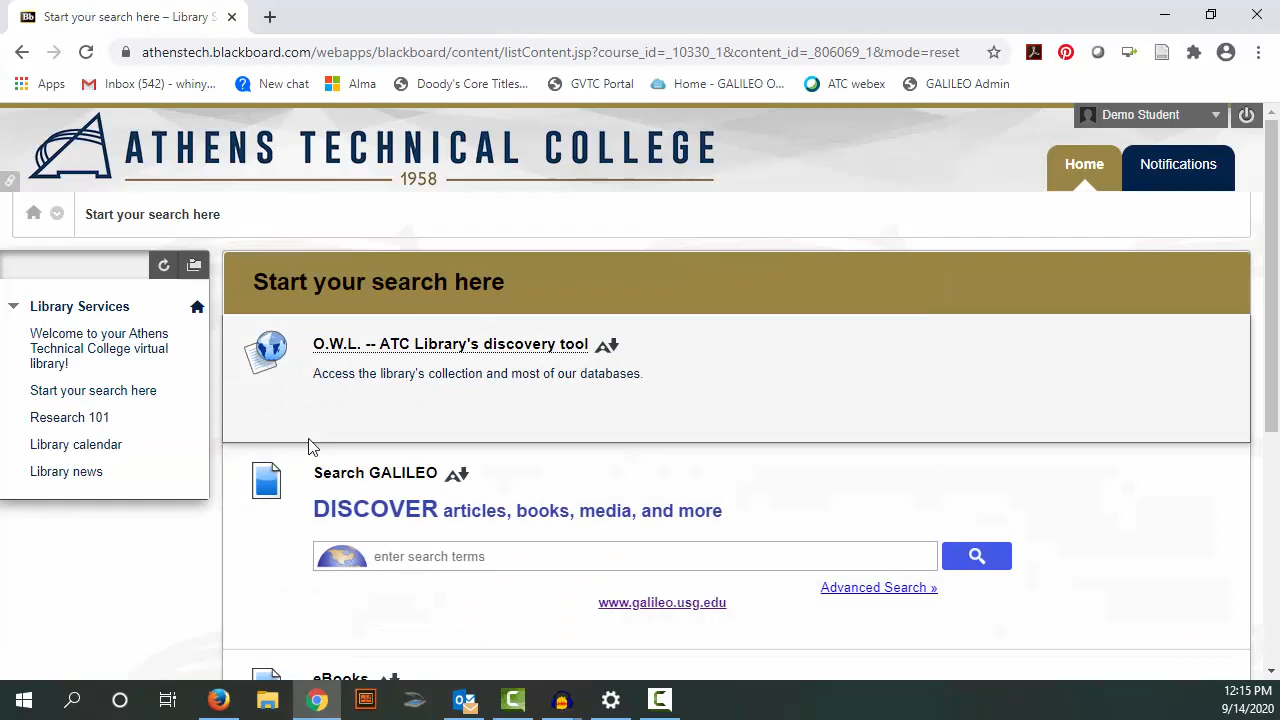 Bb Start your search here – Library S
athenstech.blackboard.com/webapps/blackboard/content/listContent.jsp?course_id=_10330_1&content_id=_806069_1&mode=reset
Apps Inbox (542) - whiny... New chat Alma Doody's Core Titles... GVTC Portal Home - GALILEO O... ATC webex GALILEO Admin
Demo Student
ATHENS TECHNICAL COLLEGE
1958
Home Notifications
Start your search here
Library Services
Welcome to your Athens
Technical College virtual
library!
Start your search here
Research 101
Library calendar
Library news
Start your search here
O.W.L. -- ATC Library's discovery tool
Access the library's collection and most of our databases.
Search GALILEO
DISCOVER articles, books, media, and more
enter search terms
Advanced Search »
www.galileo.usg.edu
eBooks
12:15 PM
9/14/2020